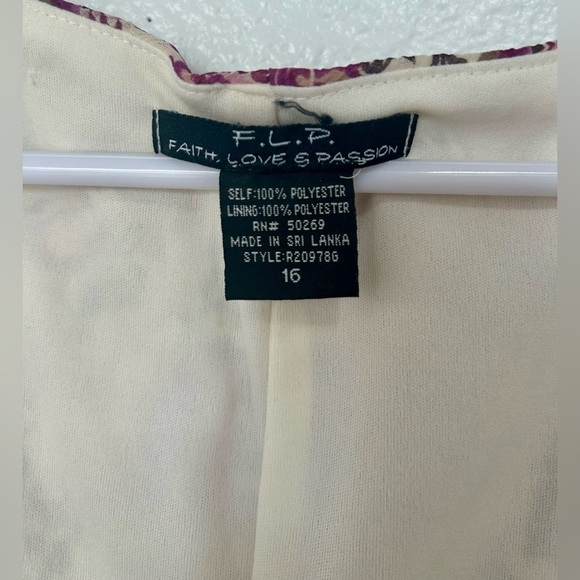 F.L.P.
FAITH, LOVE & PASSION
SELF:100% POLYESTER
LINING:100% POLYESTER
RN# 50269
MADE IN SRI LANKA
STYLE:R209786
16